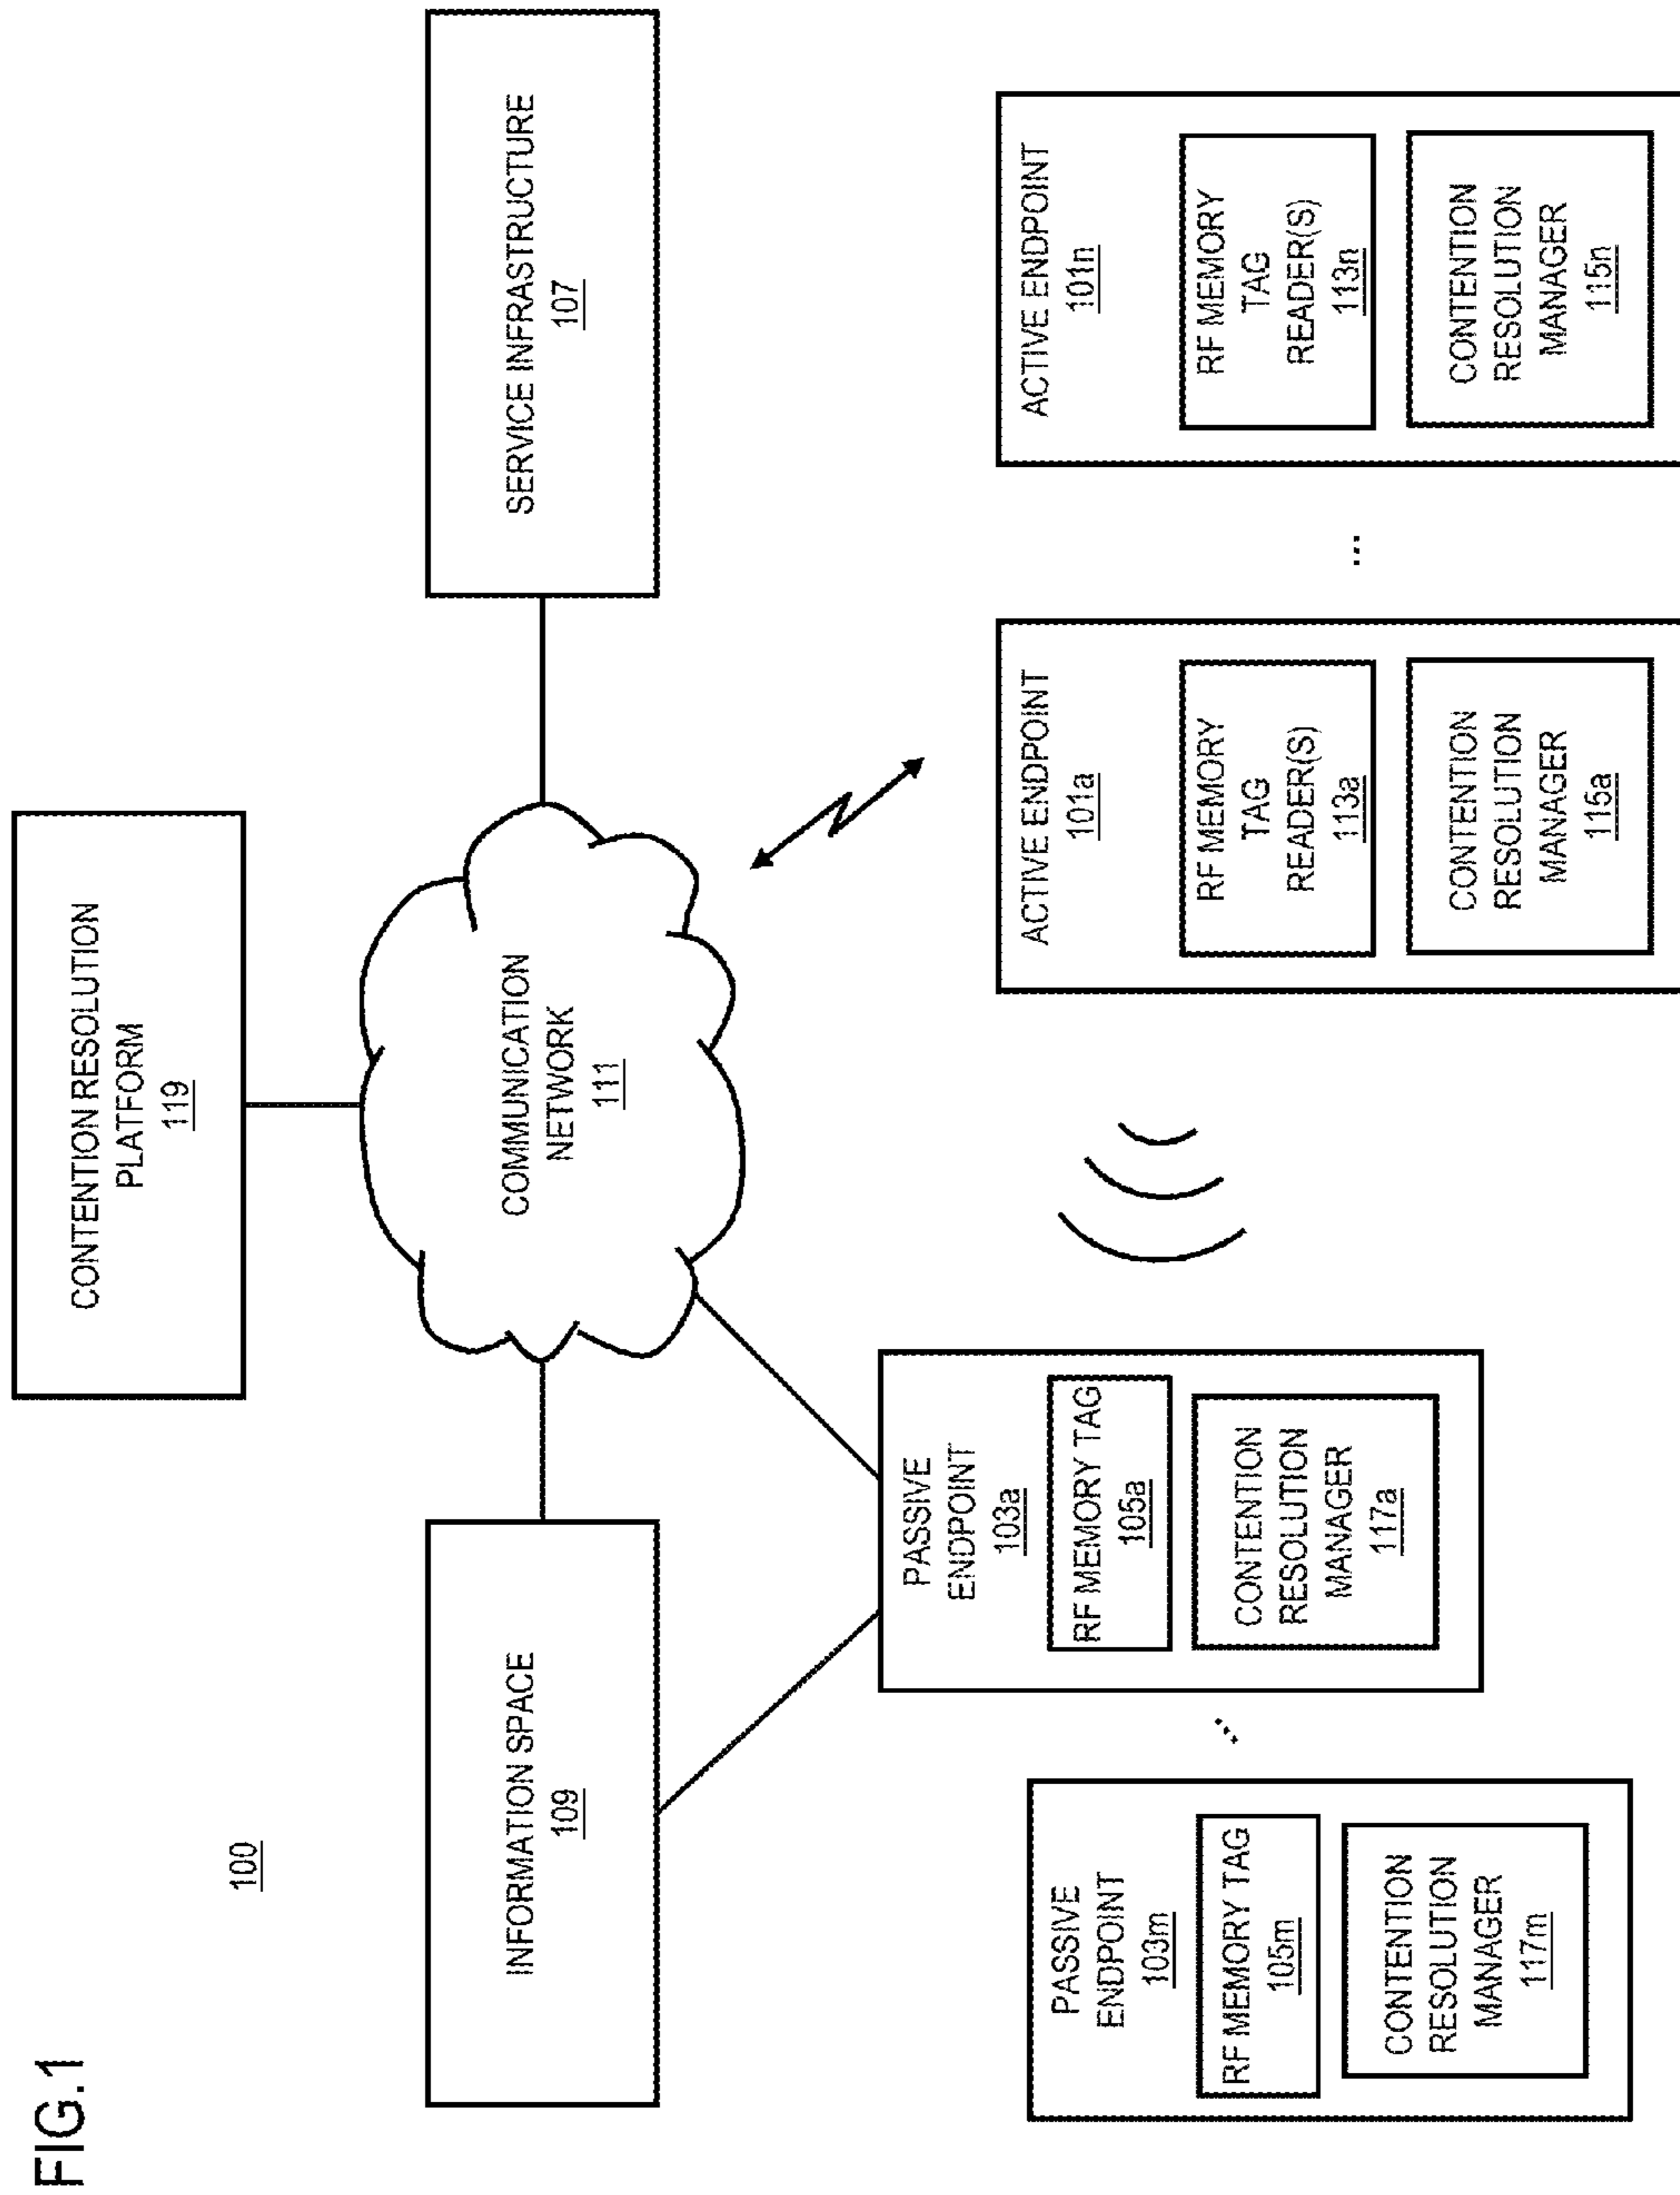 FIG.1
100
CONTENTION RESOLUTION
PLATFORM
119
INFORMATION SPACE
109
COMMUNICATION
NETWORK
111
SERVICE INFRASTRUCTURE
107
PASSIVE
ENDPOINT
103m
RF MEMORY TAG
105m
CONTENTION
RESOLUTION
MANAGER
117m
...
PASSIVE
ENDPOINT
103a
RF MEMORY TAG
105a
CONTENTION
RESOLUTION
MANAGER
117a
ACTIVE ENDPOINT
101a
RF MEMORY
TAG
READER(S)
113a
CONTENTION
RESOLUTION
MANAGER
115a
...
ACTIVE ENDPOINT
101n
RF MEMORY
TAG
READER(S)
113n
CONTENTION
RESOLUTION
MANAGER
115n